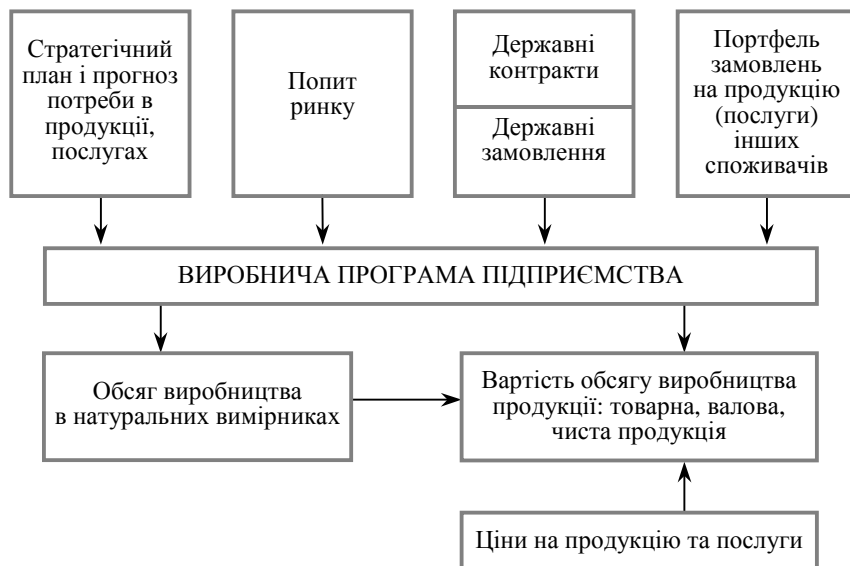 Стратегічний
план і прогноз
потреби в
продукції,
послугах
Попит
ринку
Державні
контракти
Державні
замовлення
Портфель
замовлень
на продукцію
(послуги)
інших
споживачів
ВИРОБНИЧА ПРОГРАМА ПІДПРИЄМСТВА
Обсяг виробництва
в натуральних вимірниках
Вартість обсягу виробництва
продукції: товарна, валова,
чиста продукція
Ціни на продукцію та послуги